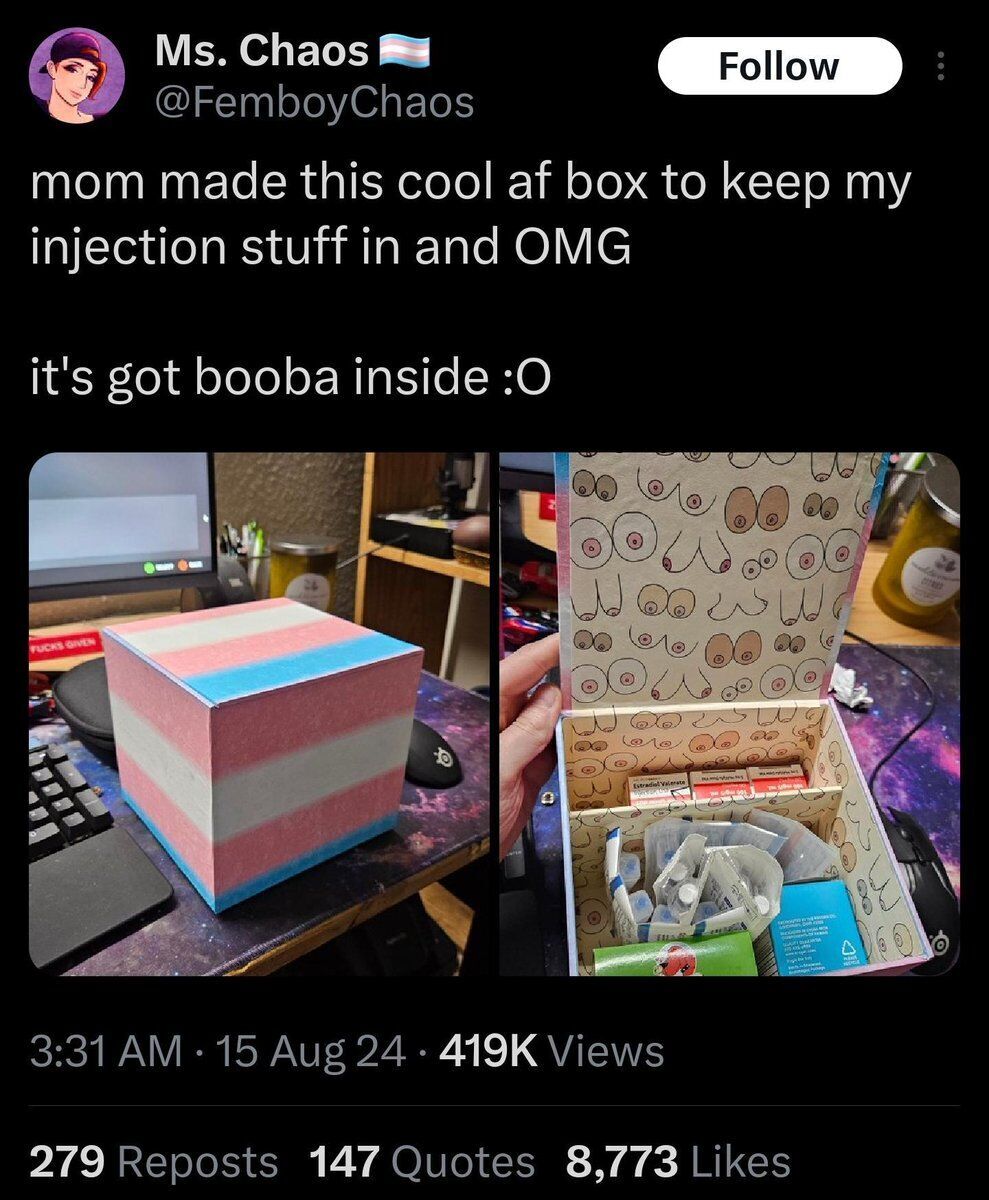 Ms. Chaos
Follow
@FemboyChaos
mom made this cool af box to keep my
injection stuff in and OMG
it's got booba inside :O
FUCKS GIVEN
Estradiol Valerate
PLEASE
RECYCLE
3:31 AM · 15 Aug 24 · 419K Views
279 Reposts 147 Quotes 8,773 Likes